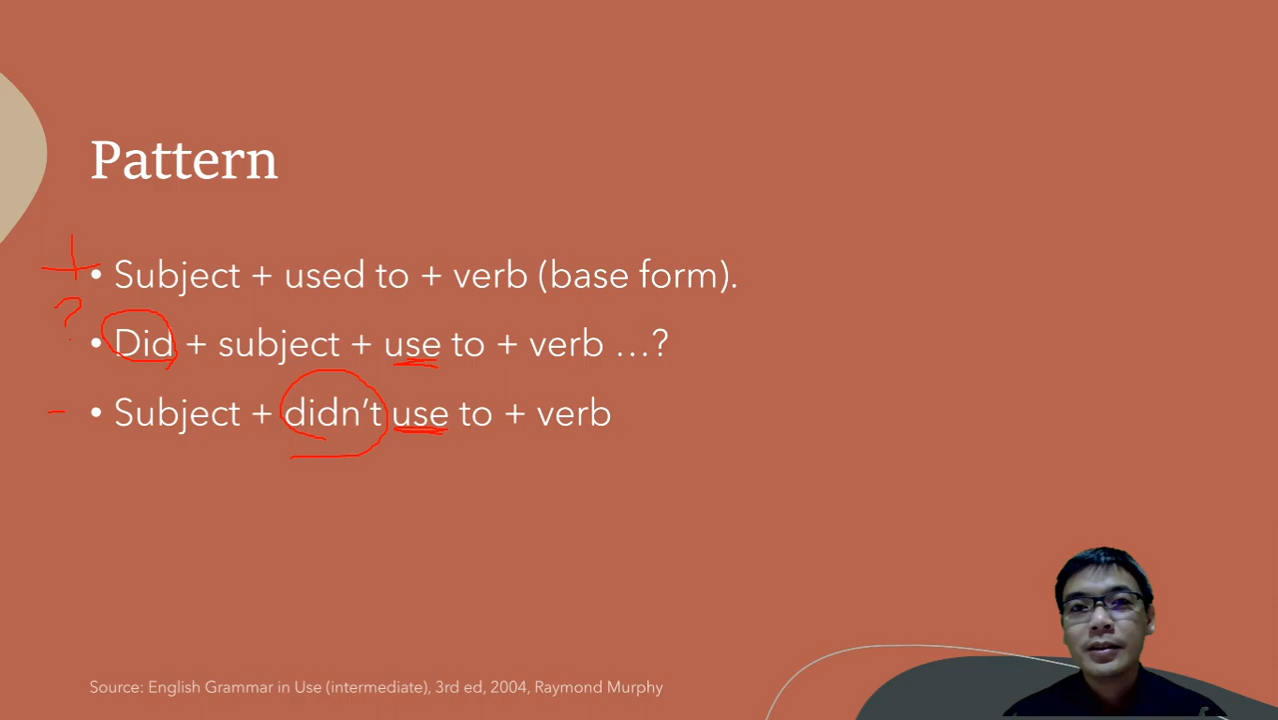 Pattern
+ • Subject + used to + verb (base form).
? • Did + subject + use to + verb …?
– • Subject + didn’t use to + verb
Source: English Grammar in Use (intermediate), 3rd ed, 2004, Raymond Murphy